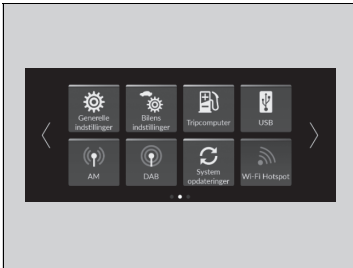 Generelle
indstillinger
Bilens
indstillinger
Tripcomputer
USB
AM
DAB
System
opdateringer
Wi-Fi Hotspot